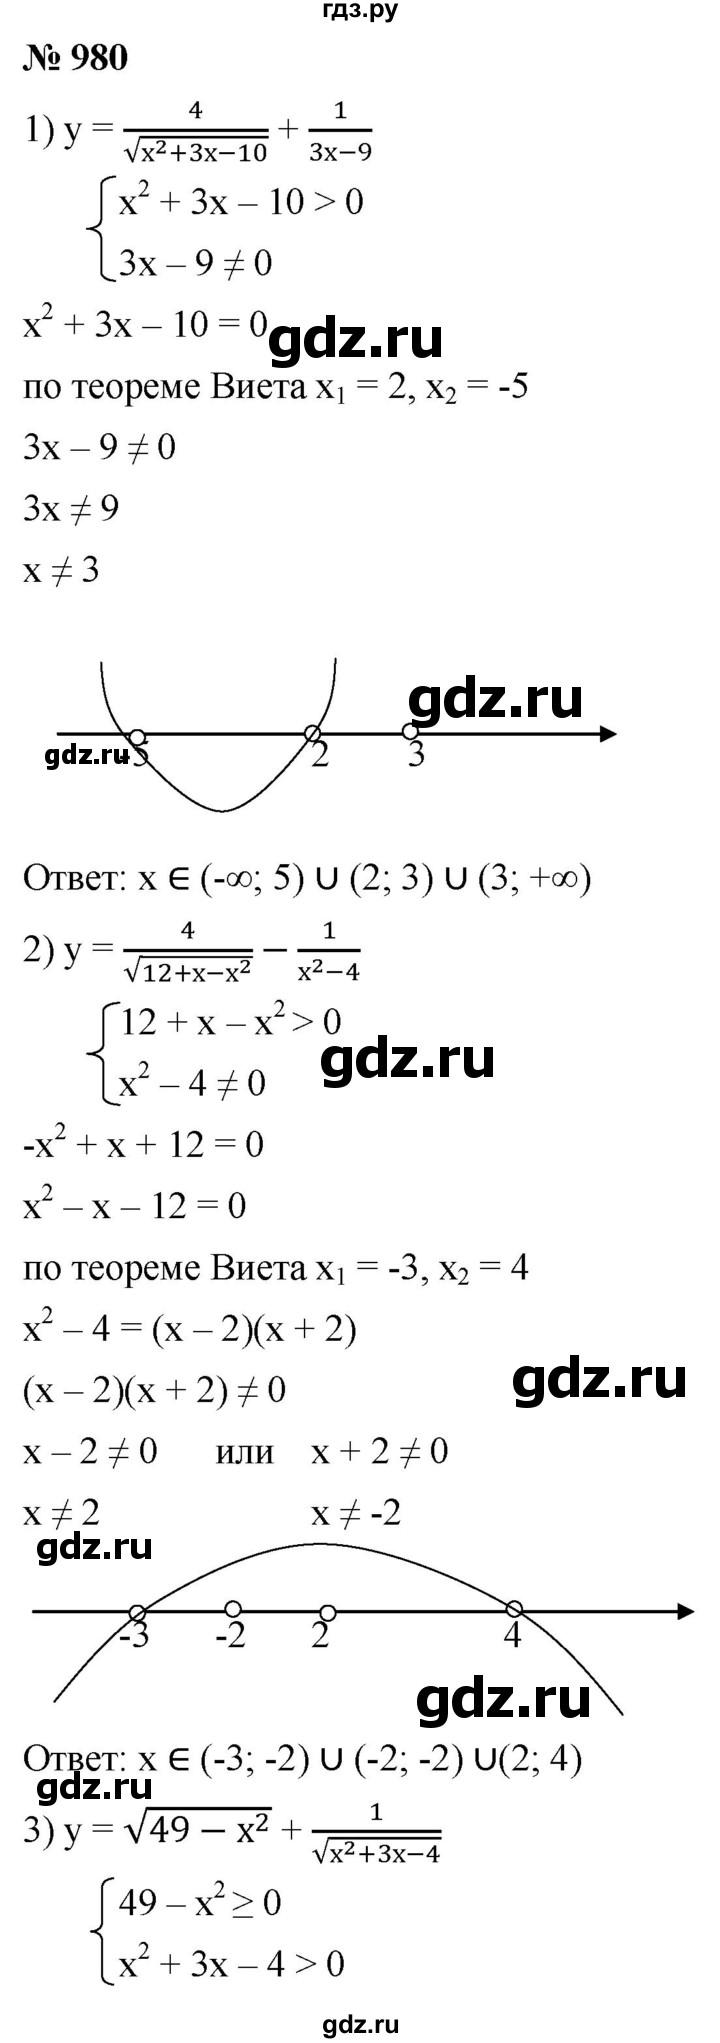 гдз.ру
№ 980
1) y = 4/√(x²+3x−10) + 1/(3x−9)
{ x² + 3x – 10 > 0
3x – 9 ≠ 0
x² + 3x – 10 = 0
gdz.ru
по теореме Виета x₁ = 2, x₂ = -5
3x – 9 ≠ 0
3x ≠ 9
x ≠ 3
gdz.ru
gdz.ru
-5 2 3
Ответ: x ∈ (-∞; 5) ∪ (2; 3) ∪ (3; +∞)
2) y = 4/√(12+x−x²) − 1/(x²−4)
{ 12 + x – x² > 0
x² – 4 ≠ 0
gdz.ru
-x² + x + 12 = 0
x² – x – 12 = 0
по теореме Виета x₁ = -3, x₂ = 4
x² – 4 = (x – 2)(x + 2)
gdz.ru
(x – 2)(x + 2) ≠ 0
x – 2 ≠ 0 или x + 2 ≠ 0
x ≠ 2 x ≠ -2
gdz.ru
-3 -2 2 4
gdz.ru
Ответ: x ∈ (-3; -2) ∪ (-2; -2) ∪(2; 4)
gdz.ru
3) y = √(49 − x²) + 1/√(x²+3x−4)
{ 49 – x² ≥ 0
x² + 3x – 4 > 0
gdz.ru